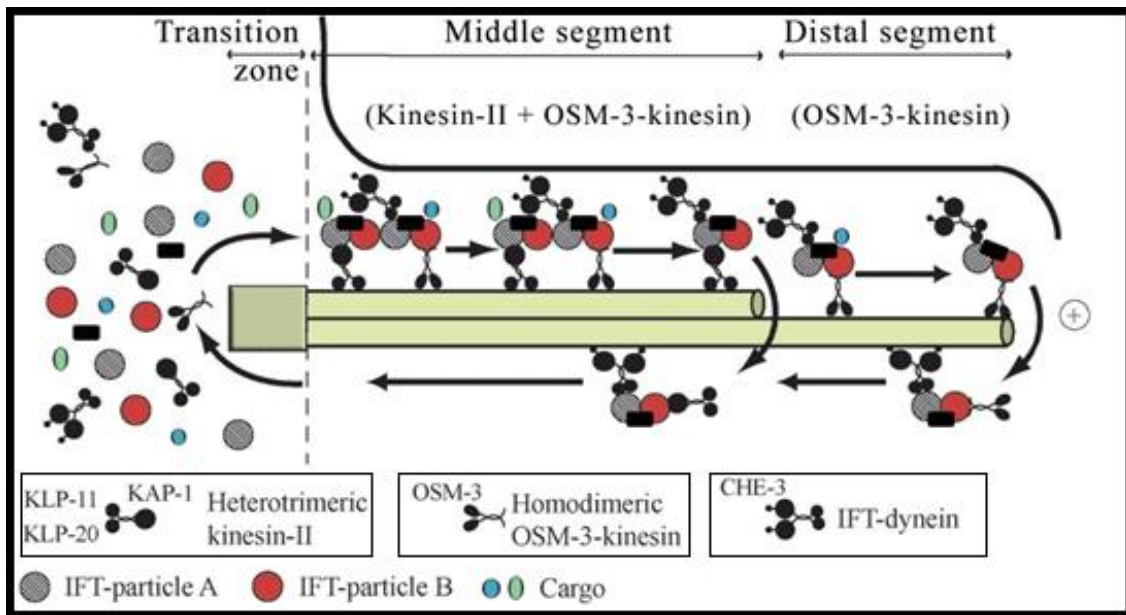 Transition
zone
Middle segment
Distal segment
(Kinesin-II + OSM-3-kinesin)
(OSM-3-kinesin)
+
KLP-11
KLP-20
KAP-1
Heterotrimeric
kinesin-II
OSM-3
Homodimeric
OSM-3-kinesin
CHE-3
IFT-dynein
IFT-particle A
IFT-particle B
Cargo